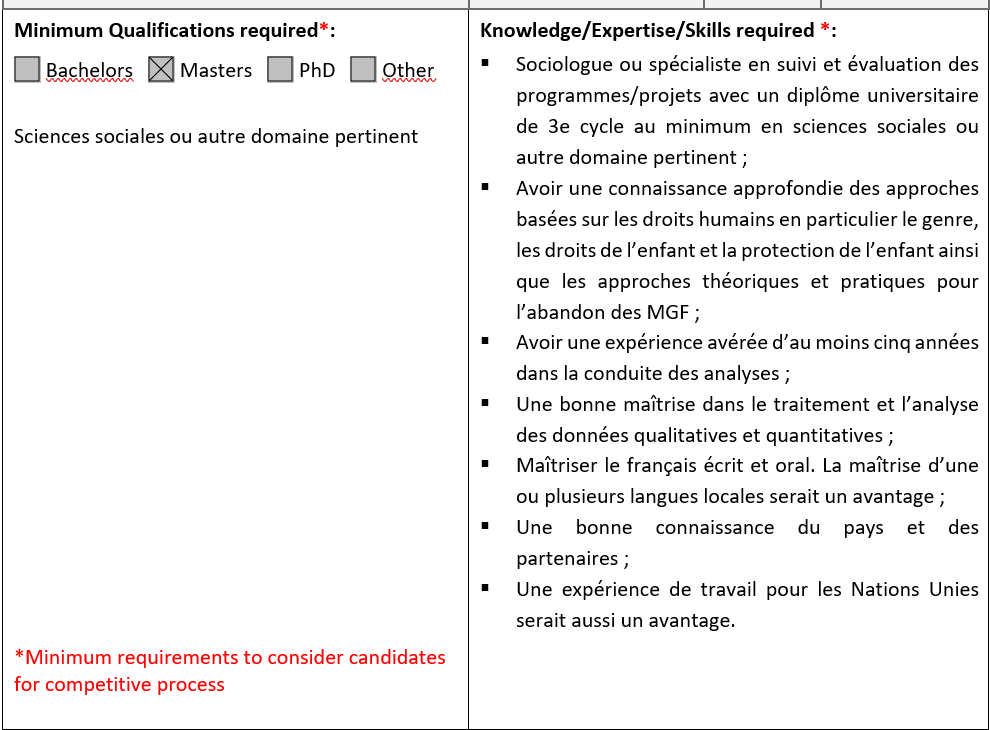 Minimum Qualifications required*:
Bachelors Masters PhD Other
Sciences sociales ou autre domaine pertinent
*Minimum requirements to consider candidates
for competitive process
Knowledge/Expertise/Skills required *:
▪ Sociologue ou spécialiste en suivi et évaluation des
programmes/projets avec un diplôme universitaire
de 3e cycle au minimum en sciences sociales ou
autre domaine pertinent ;
▪ Avoir une connaissance approfondie des approches
basées sur les droits humains en particulier le genre,
les droits de l’enfant et la protection de l’enfant ainsi
que les approches théoriques et pratiques pour
l’abandon des MGF ;
▪ Avoir une expérience avérée d’au moins cinq années
dans la conduite des analyses ;
▪ Une bonne maîtrise dans le traitement et l’analyse
des données qualitatives et quantitatives ;
▪ Maîtriser le français écrit et oral. La maîtrise d’une
ou plusieurs langues locales serait un avantage ;
▪ Une bonne connaissance du pays et des
partenaires ;
▪ Une expérience de travail pour les Nations Unies
serait aussi un avantage.